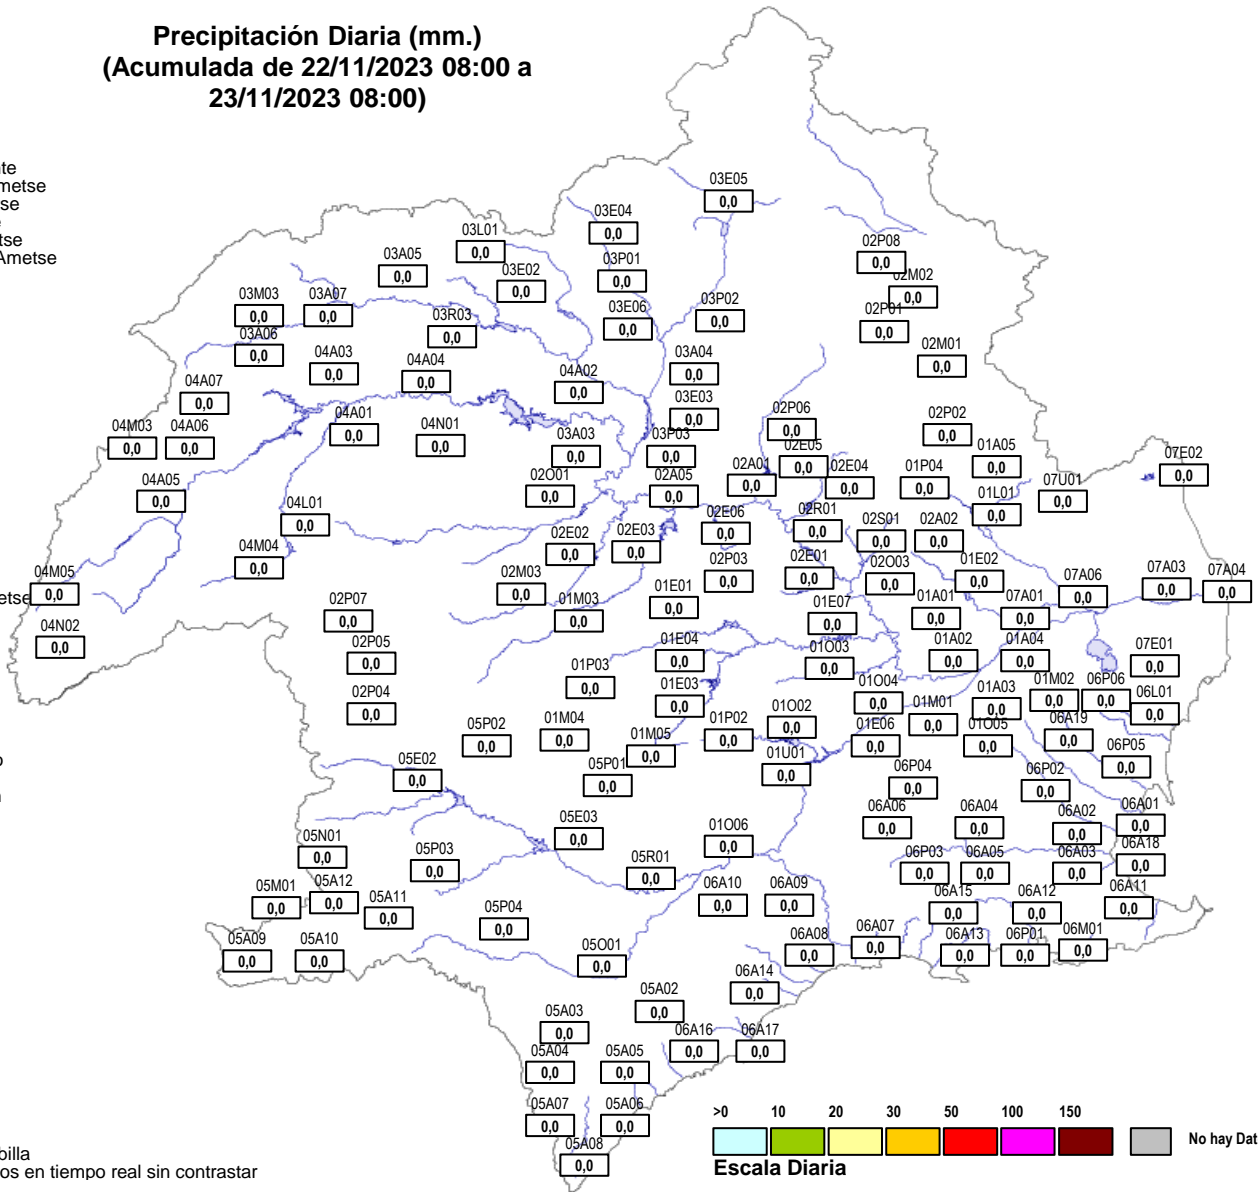 Precipitación Diaria (mm.)
(Acumulada de 22/11/2023 08:00 a
23/11/2023 08:00)
03E05
0,0
03E04
0,0
03L01
0,0
03A05
0,0
03P01
0,0
02P08
0,0
03E02
0,0
02M02
0,0
03M03
0,0
03A07
0,0
03R03
0,0
03E06
0,0
03P02
0,0
02P01
0,0
03A06
0,0
04A03
0,0
04A04
0,0
04A02
0,0
03A04
0,0
02M01
0,0
04A07
0,0
04A01
0,0
04N01
0,0
03E03
0,0
02P06
0,0
02P02
0,0
04M03
0,0
04A06
0,0
03A03
0,0
03P03
0,0
02E05
0,0
01A05
0,0
07E02
0,0
04A05
0,0
02O01
0,0
02A05
0,0
02A01
0,0
02E04
0,0
01P04
0,0
01L01
0,0
07U01
0,0
04L01
0,0
02E06
0,0
02R01
0,0
02S01
0,0
02A02
0,0
04M04
0,0
02E02
0,0
02E03
0,0
02P03
0,0
02E01
0,0
02O03
0,0
01E02
0,0
07A06
0,0
07A03
0,0
07A04
0,0
04M05
0,0
etse
02M03
0,0
01M03
0,0
01E01
0,0
01E07
0,0
01A01
0,0
07A01
0,0
04N02
0,0
02P07
0,0
02P05
0,0
01E04
0,0
01O03
0,0
01A02
0,0
01A04
0,0
07E01
0,0
01P03
0,0
01E03
0,0
01O04
0,0
01A03
0,0
01M02
0,0
06P06
0,0
06L01
0,0
02P04
0,0
05P02
0,0
01M04
0,0
01M05
0,0
01P02
0,0
01O02
0,0
01E06
0,0
01M01
0,0
01O05
0,0
06A19
0,0
05E02
0,0
05P01
0,0
01U01
0,0
06P04
0,0
06P02
0,0
06P05
0,0
05E03
0,0
01O06
0,0
06A06
0,0
06A04
0,0
06A02
0,0
06A01
0,0
05N01
0,0
05P03
0,0
05R01
0,0
06P03
0,0
06A05
0,0
06A03
0,0
06A18
0,0
05M01
0,0
05A12
0,0
05A11
0,0
06A10
0,0
06A09
0,0
06A15
0,0
06A12
0,0
06A11
0,0
05A09
0,0
05A10
0,0
05P04
0,0
05O01
0,0
06A08
0,0
06A07
0,0
06A13
0,0
06P01
0,0
06M01
0,0
05A02
0,0
06A14
0,0
05A03
0,0
06A16
0,0
06A17
0,0
05A04
0,0
05A05
0,0
05A07
0,0
05A06
0,0
05A08
0,0
>0 10 20 30 50 100 150
No hay Dat
Escala Diaria
billa
os en tiempo real sin contrastar